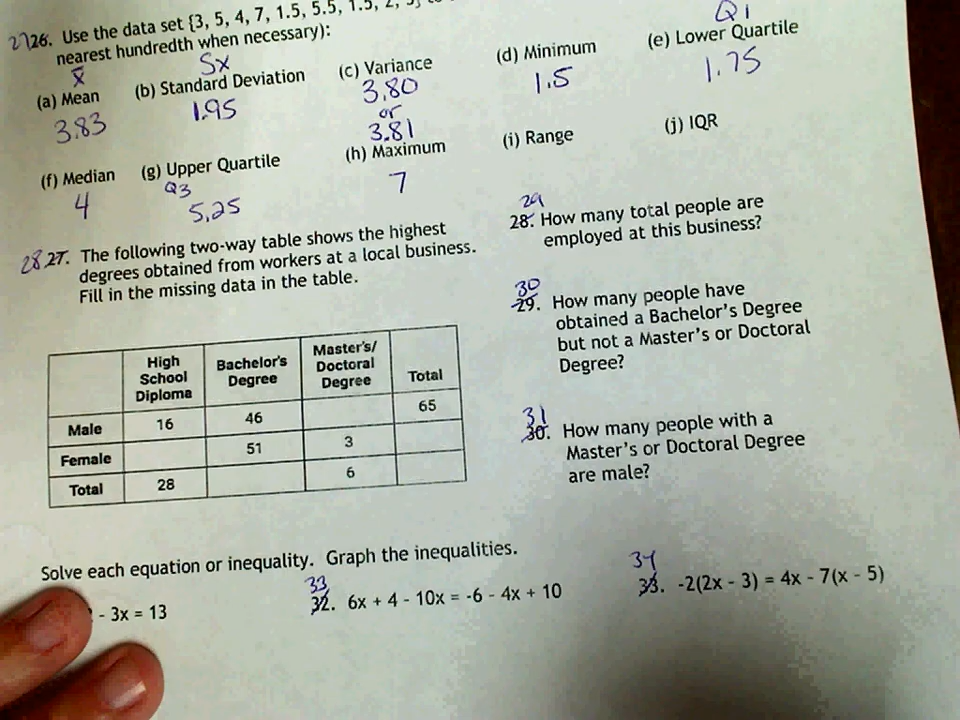 27
26. Use the data set {3, 5, 4, 7, 1.5, 5.5, 1.5, 2,
nearest hundredth when necessary):
x̄ Sx Q1
(a) Mean (b) Standard Deviation (c) Variance (d) Minimum (e) Lower Quartile
3.83 1.95 3.80 or 3.81 1.5 1.75
(f) Median (g) Upper Quartile (h) Maximum (i) Range (j) IQR
4 Q3 5.25 7
28
27. The following two-way table shows the highest
degrees obtained from workers at a local business.
Fill in the missing data in the table.
High School Diploma Bachelor's Degree Master's/ Doctoral Degree Total
Male 16 46 65
Female 51 3
Total 28 6
29
28. How many total people are
employed at this business?
30
29. How many people have
obtained a Bachelor's Degree
but not a Master's or Doctoral
Degree?
31
30. How many people with a
Master's or Doctoral Degree
are male?
Solve each equation or inequality. Graph the inequalities.
- 3x = 13
33
32. 6x + 4 - 10x = -6 - 4x + 10
34
33. -2(2x - 3) = 4x - 7(x - 5)